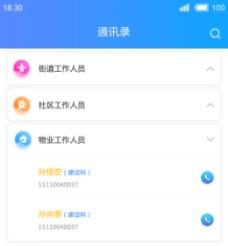 18:30
100
通讯录
街道工作人员
社区工作人员
物业工作人员
孙悟空（建设科）
15110040037
孙尚香（建设科）
15110040037